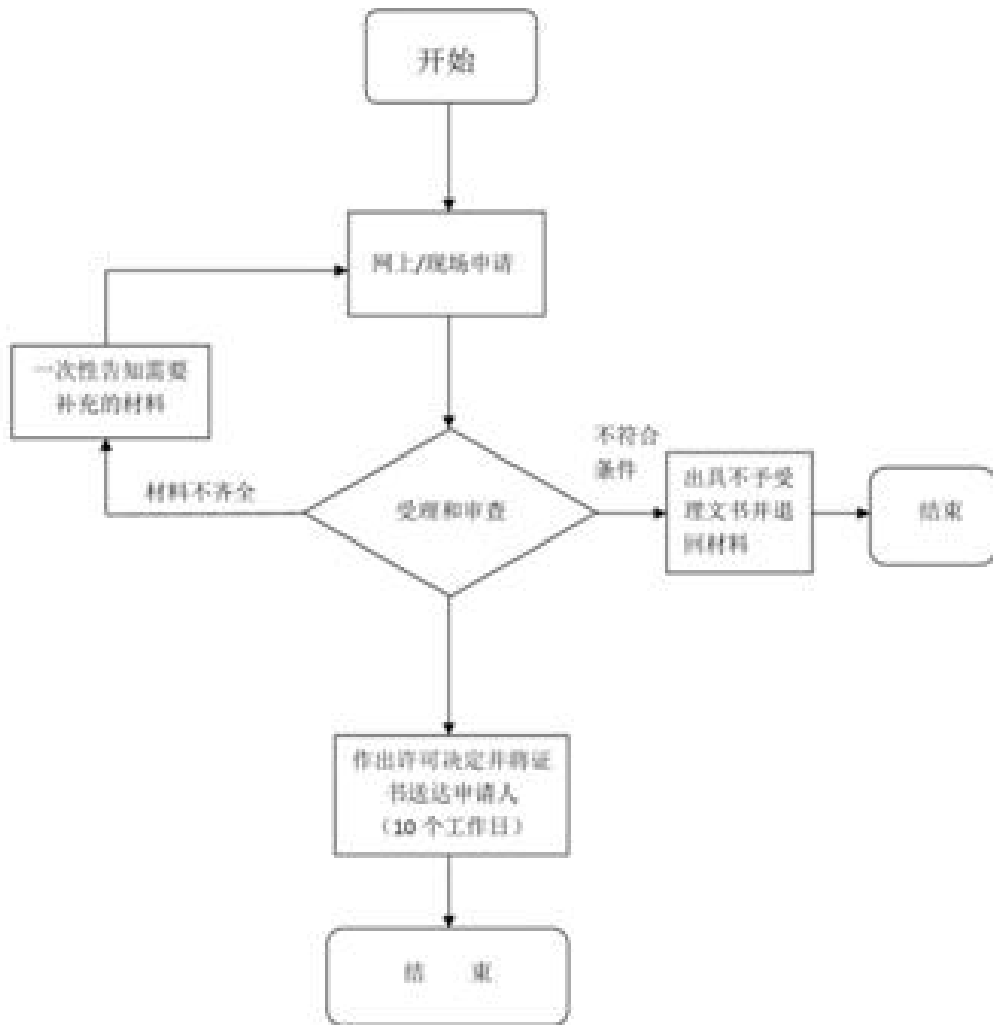 开始
网上/现场申请
一次性告知需要
补充的材料
材料不齐全
受理和审查
不符合
条件
出具不予受
理文书并退
回材料
结束
作出许可决定并将证
书送达申请人
（10 个工作日）
结 束